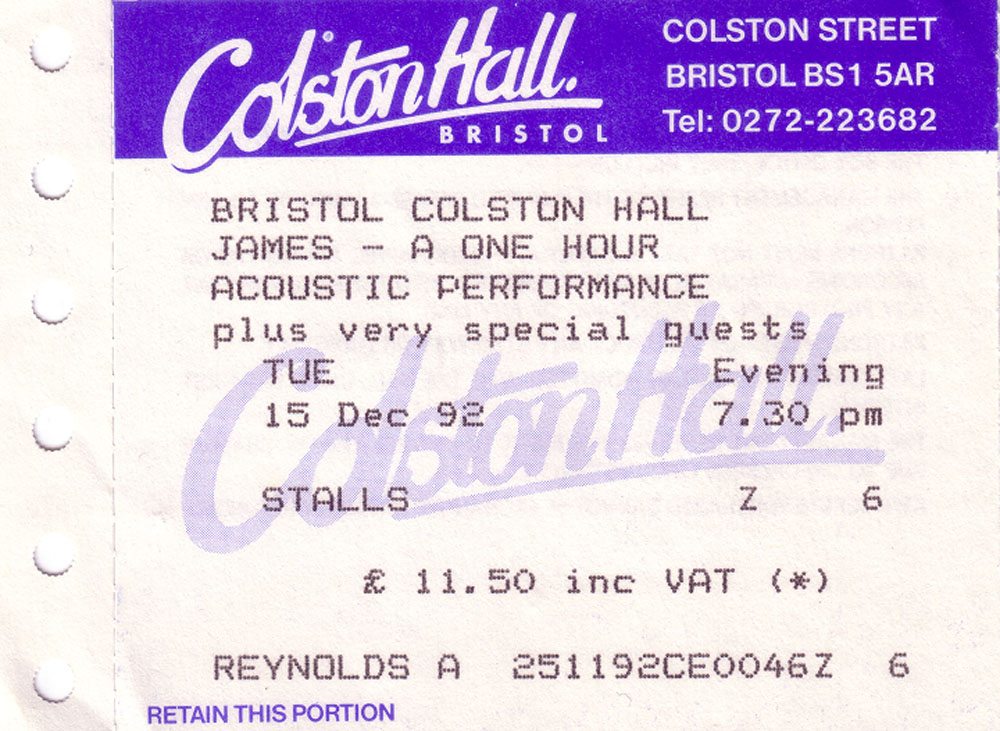 Colston Hall.
BRISTOL
COLSTON STREET
BRISTOL BS1 5AR
Tel: 0272-223682
BRISTOL COLSTON HALL
JAMES - A ONE HOUR
ACOUSTIC PERFORMANCE
plus very special guests
TUE Evening
15 Dec 92 7.30 pm
Colston Hall.
STALLS Z 6
£ 11.50 inc VAT (*)
REYNOLDS A 251192CE0046Z 6
RETAIN THIS PORTION